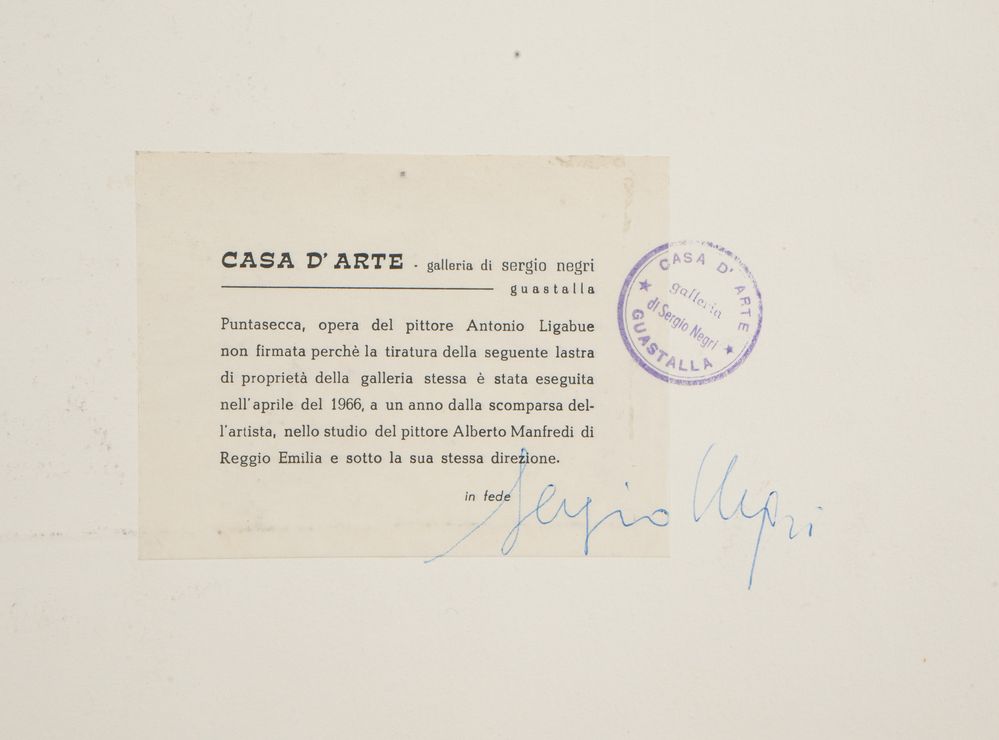 CASA D'ARTE - galleria di sergio negri
guastalla
Puntasecca, opera del pittore Antonio Ligabue
non firmata perchè la tiratura della seguente lastra
di proprietà della galleria stessa è stata eseguita
nell'aprile del 1966, a un anno dalla scomparsa del-
l'artista, nello studio del pittore Alberto Manfredi di
Reggio Emilia e sotto la sua stessa direzione.
in fede
Sergio Negri
CASA D'ARTE
galleria
di Sergio Negri
GUASTALLA